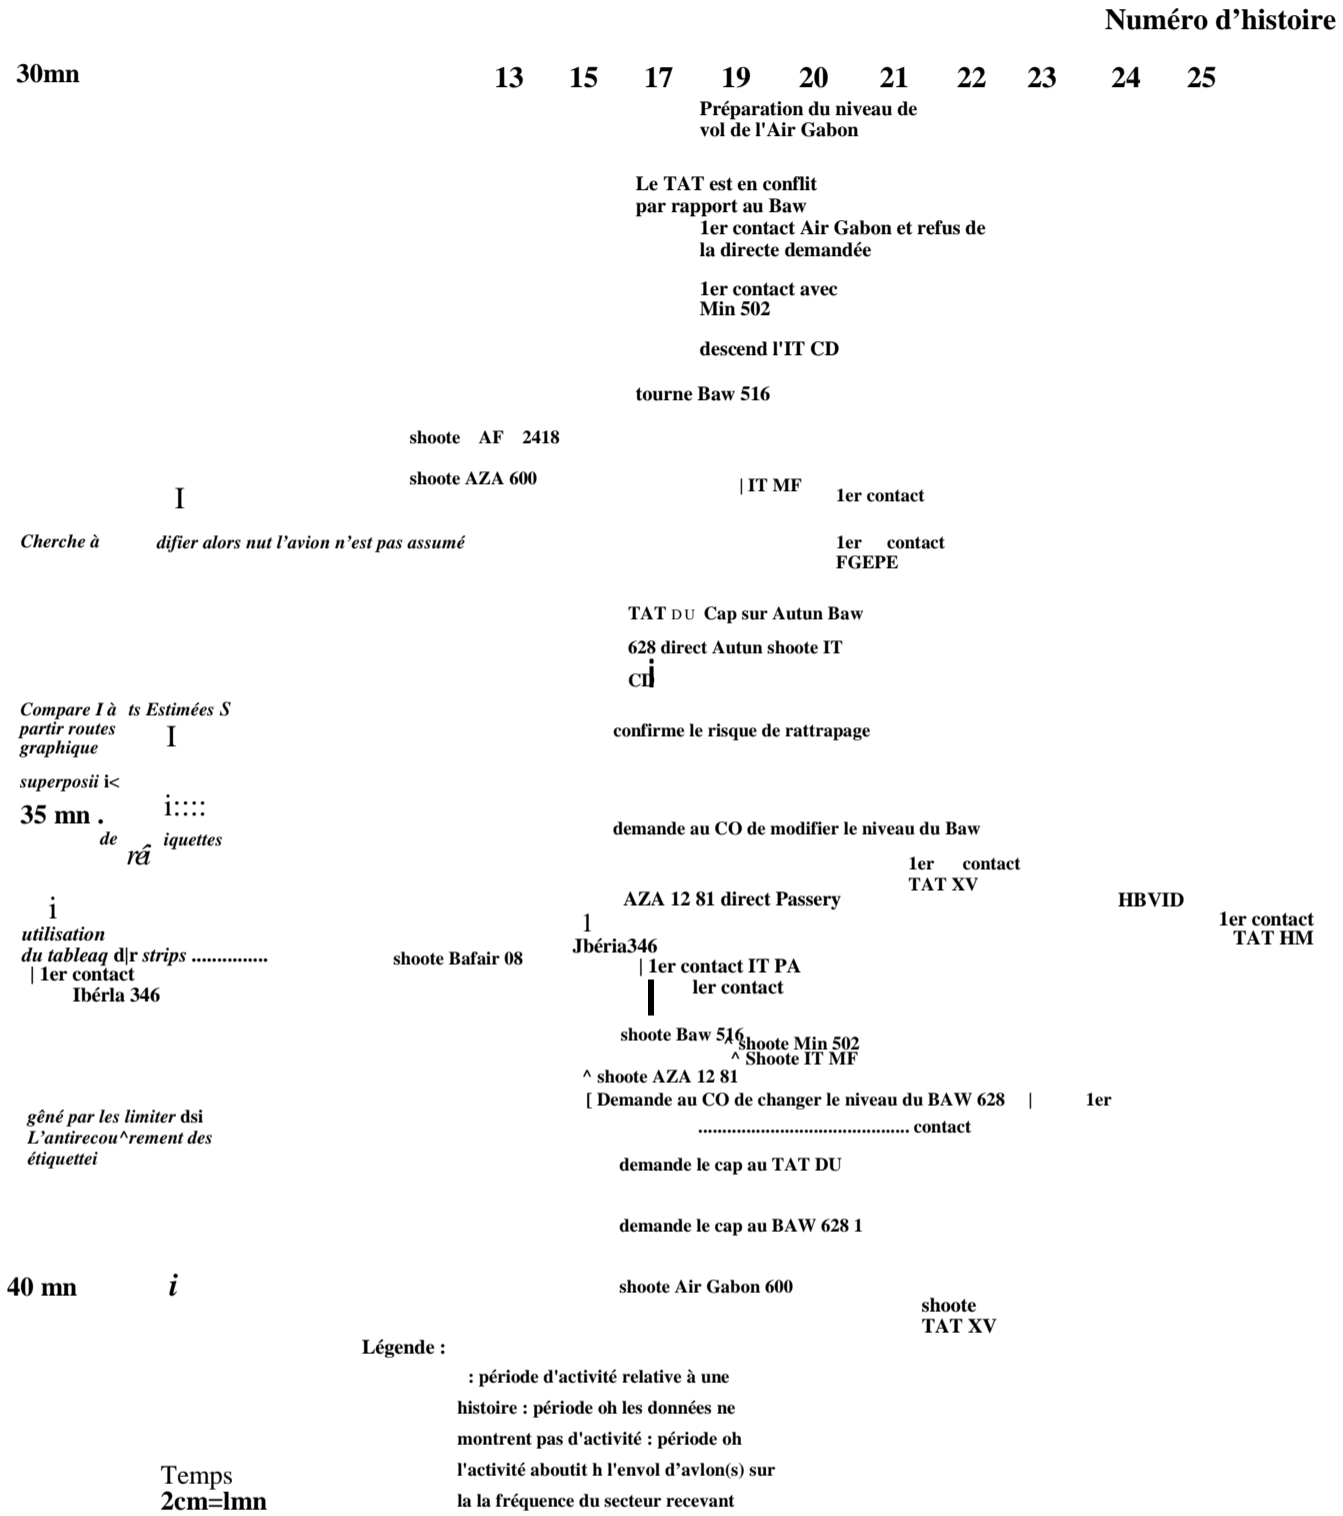 Numéro d’histoire
30mn 13 15 17 19 20 21 22 23 24 25
Préparation du niveau de
vol de l'Air Gabon
Le TAT est en conflit
par rapport au Baw
1er contact Air Gabon et refus de
la directe demandée
1er contact avec
Min 502
descend l'IT CD
tourne Baw 516
shoote AF 2418
shoote AZA 600
| IT MF
1er contact
I
Cherche à difier alors nut l’avion n’est pas assumé
1er contact
FGEPE
TAT DU Cap sur Autun Baw
628 direct Autun shoote IT
CD
i
Compare I à ts Estimées S
partir routes
graphique
I
confirme le risque de rattrapage
superposii i<
35 mn .
i::::
de iquettes
râ
demande au CO de modifier le niveau du Baw
1er contact
TAT XV
AZA 12 81 direct Passery
HBVID
1er contact
TAT HM
i
utilisation
du tableaq d|r strips ...............
| 1er contact
Ibérla 346
shoote Bafair 08
1
Jbéria346
| 1er contact IT PA
ler contact
shoote Baw 516
^ shoote Min 502
^ Shoote IT MF
^ shoote AZA 12 81
[ Demande au CO de changer le niveau du BAW 628 | 1er
.......................................... contact
gêné par les limiter dsi
L’antirecou^rement des
étiquettei
demande le cap au TAT DU
demande le cap au BAW 628 1
40 mn i
shoote Air Gabon 600
shoote
TAT XV
Légende :
: période d'activité relative à une
histoire : période oh les données ne
montrent pas d'activité : période oh
l'activité aboutit h l'envol d’avlon(s) sur
la la fréquence du secteur recevant
Temps
2cm=lmn